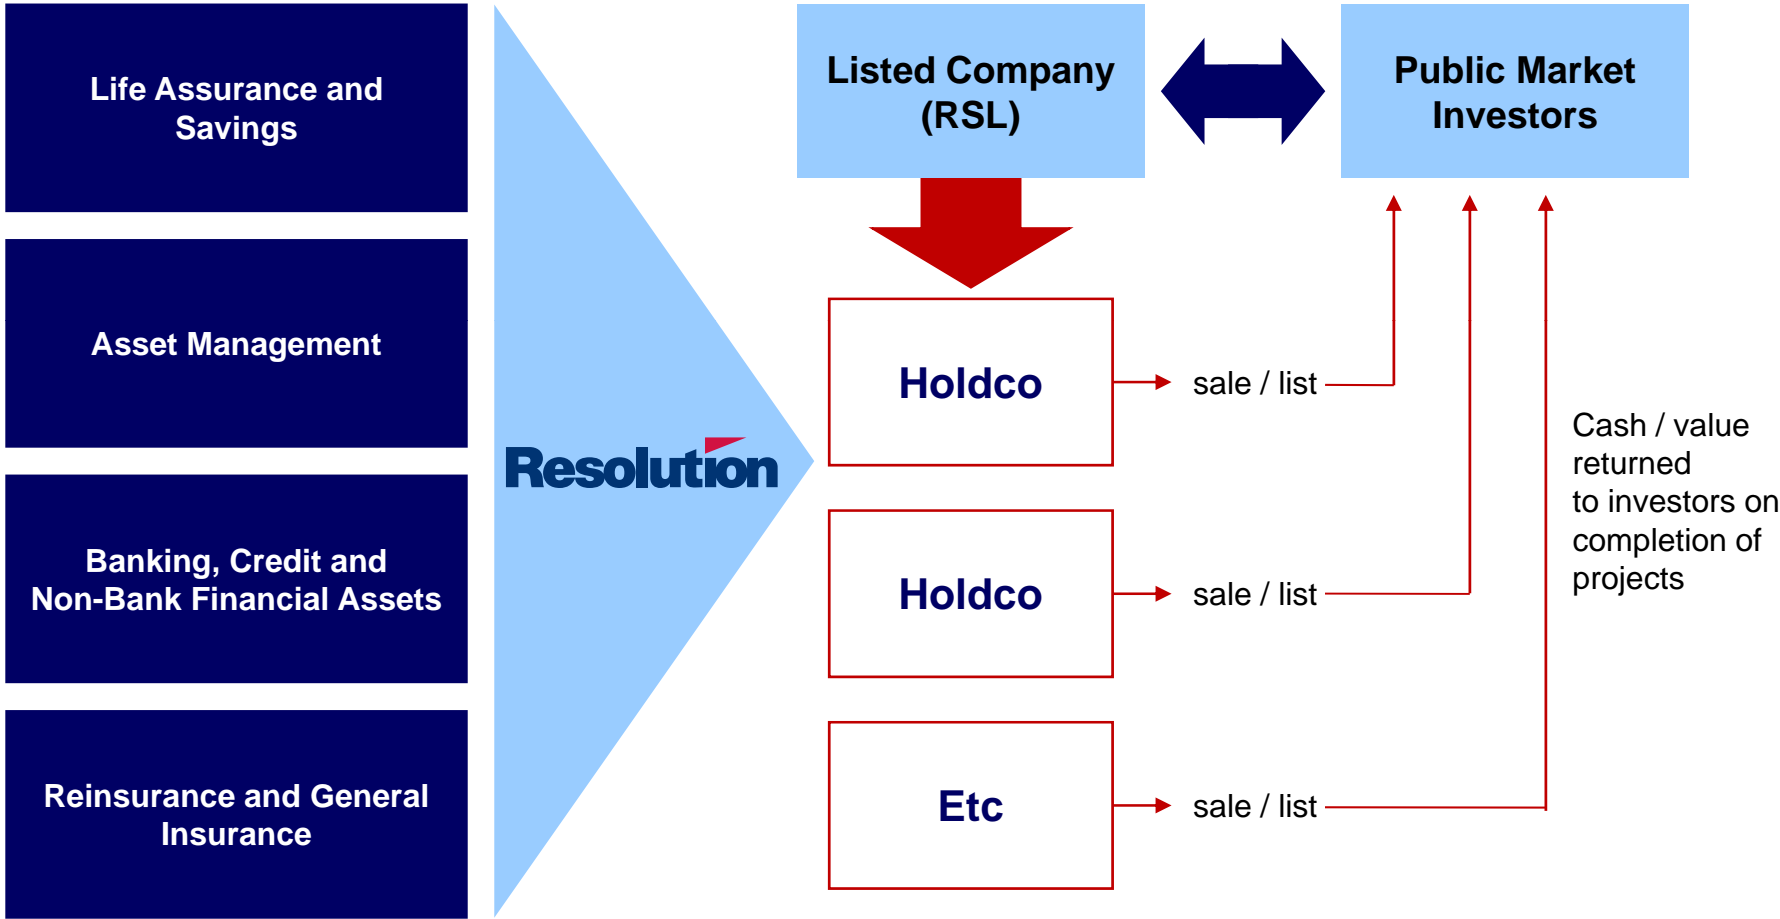 Life Assurance and
Savings
Asset Management
Banking, Credit and
Non-Bank Financial Assets
Reinsurance and General
Insurance
Resolution
Listed Company
(RSL)
Public Market
Investors
Holdco
sale / list
Holdco
sale / list
Etc
sale / list
Cash / value
returned
to investors on
completion of
projects